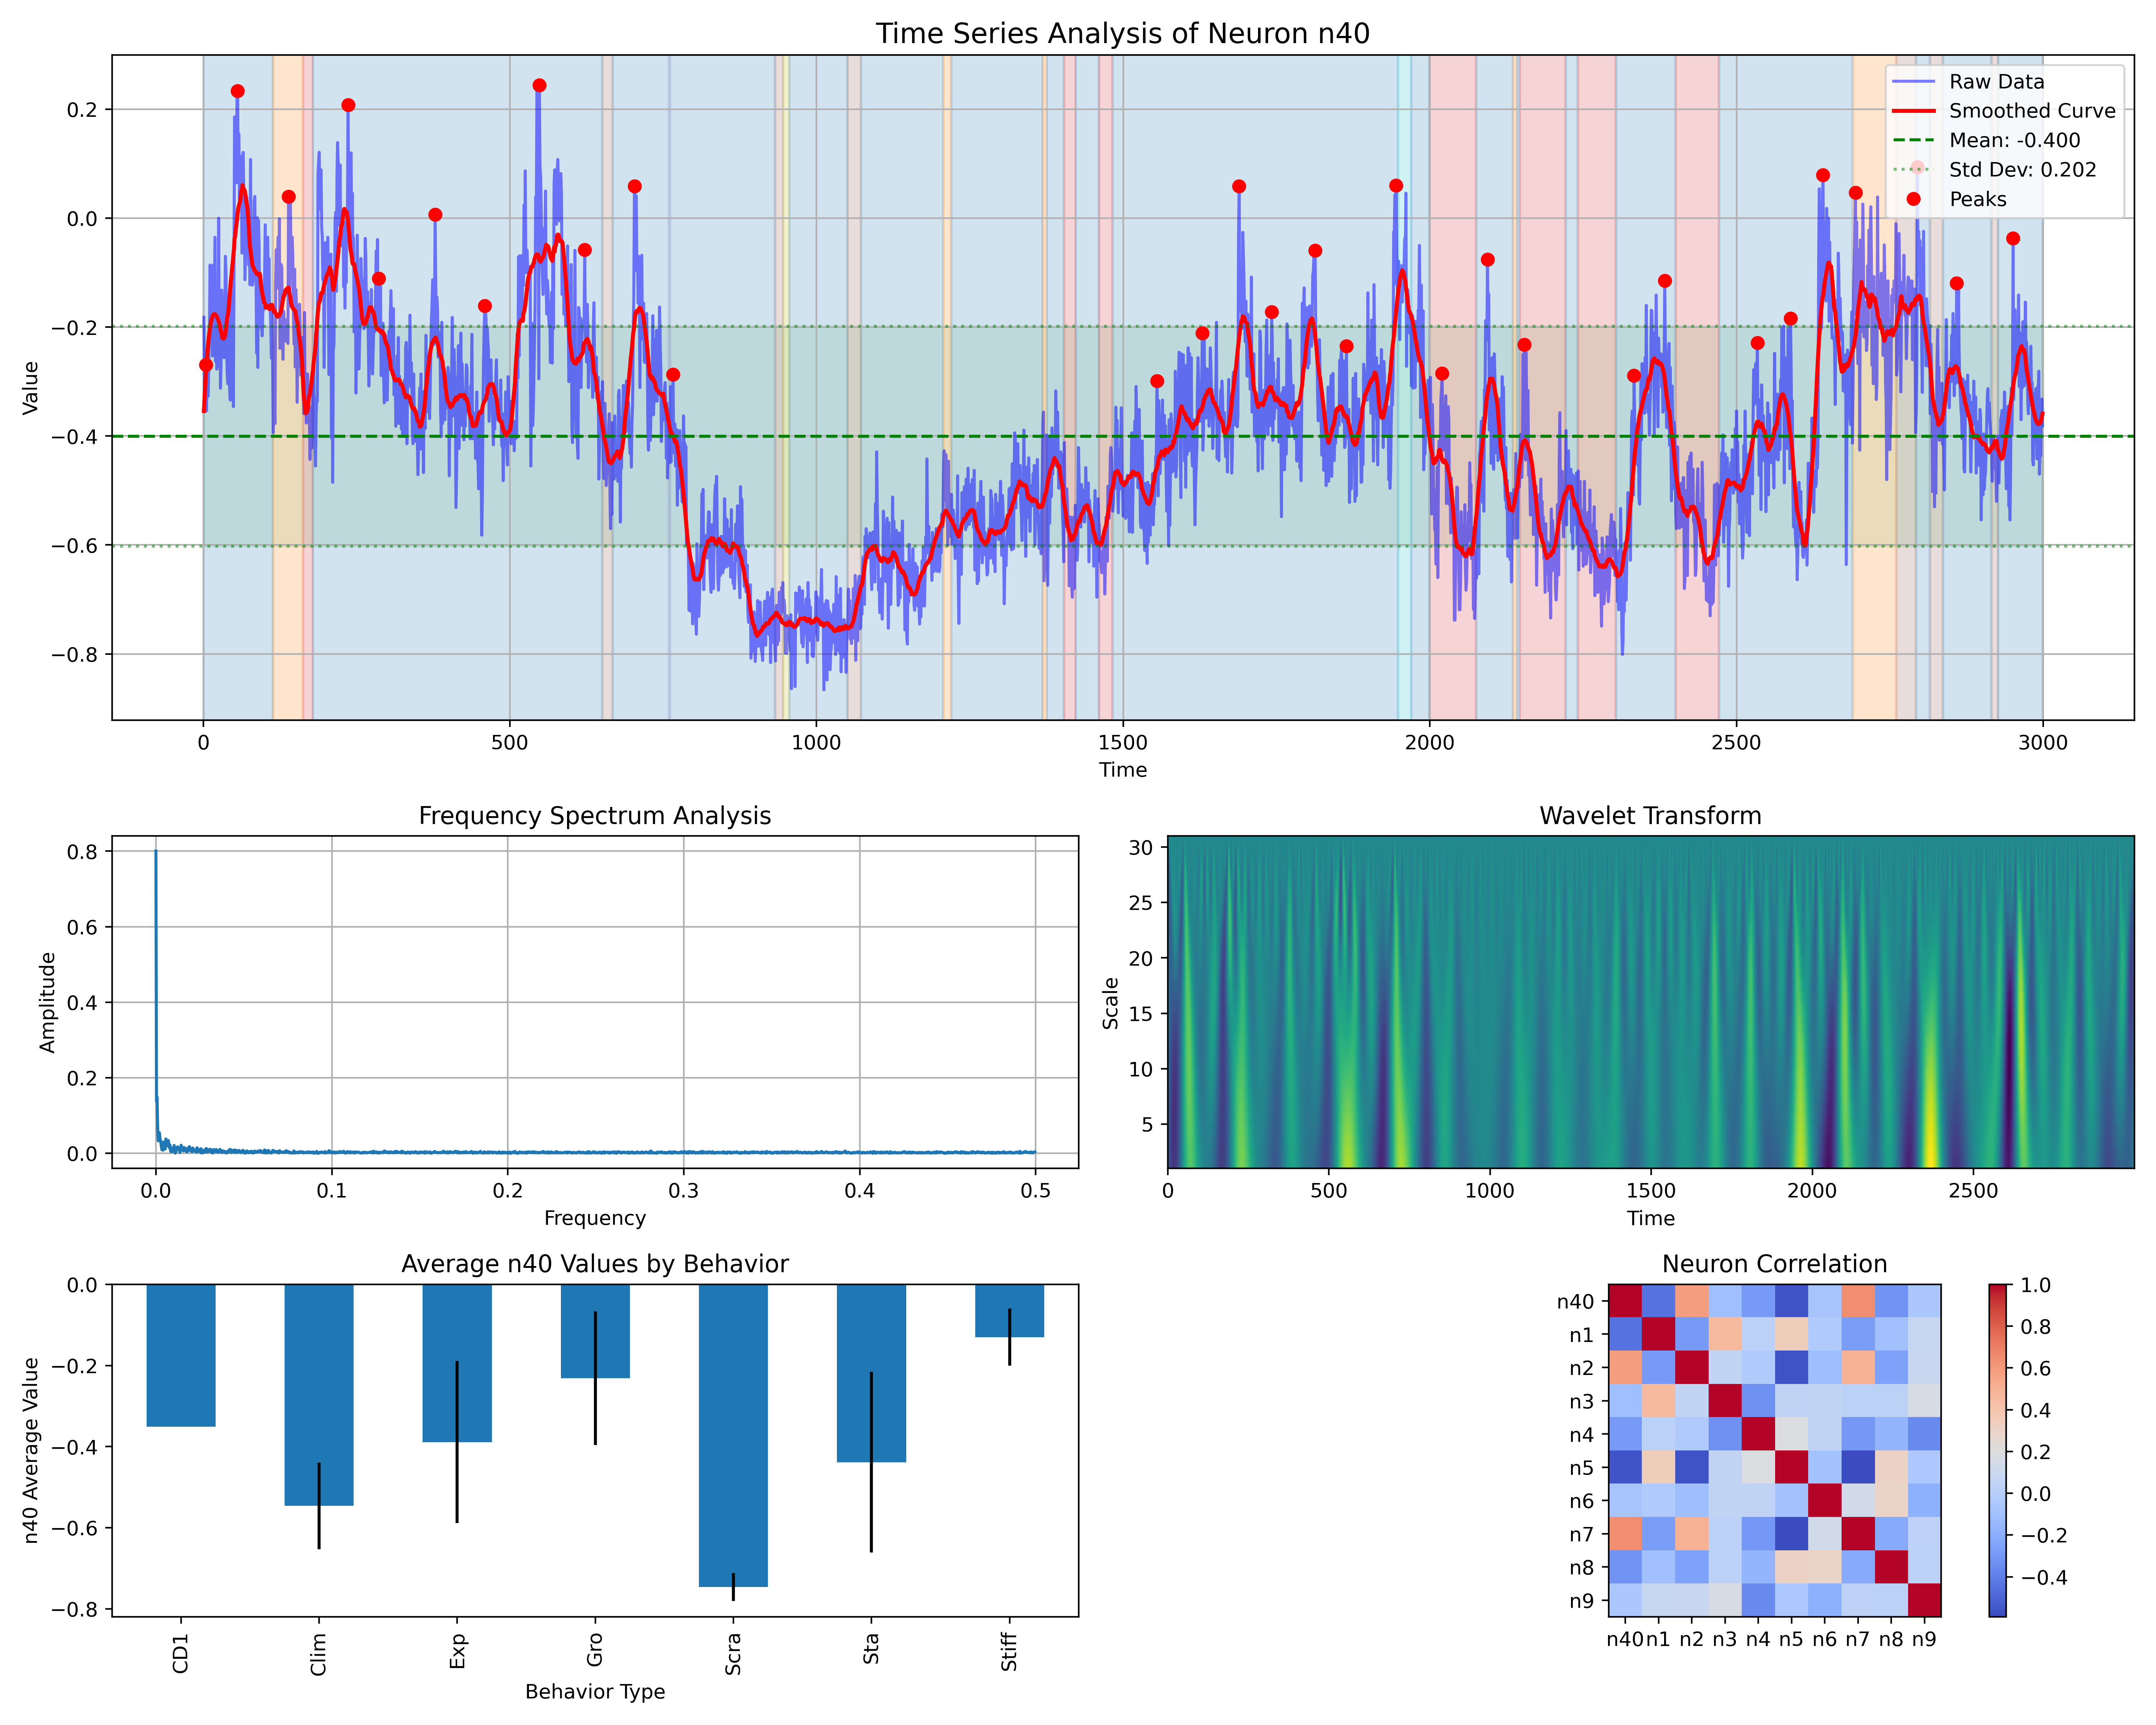 Time Series Analysis of Neuron n40
Value
0.2
0.0
−0.2
−0.4
−0.6
−0.8
Raw Data
Smoothed Curve
Mean: -0.400
Std Dev: 0.202
Peaks
0 500 1000 1500 2000 2500 3000
Time
Frequency Spectrum Analysis
Amplitude
0.8
0.6
0.4
0.2
0.0
0.0 0.1 0.2 0.3 0.4 0.5
Frequency
Wavelet Transform
Scale
30
25
20
15
10
5
0 500 1000 1500 2000 2500
Time
Average n40 Values by Behavior
n40 Average Value
0.0
−0.2
−0.4
−0.6
−0.8
CD1 Clim Exp Gro Scra Sta Stiff
Behavior Type
Neuron Correlation
n40
n1
n2
n3
n4
n5
n6
n7
n8
n9
n40 n1 n2 n3 n4 n5 n6 n7 n8 n9
1.0
0.8
0.6
0.4
0.2
0.0
−0.2
−0.4